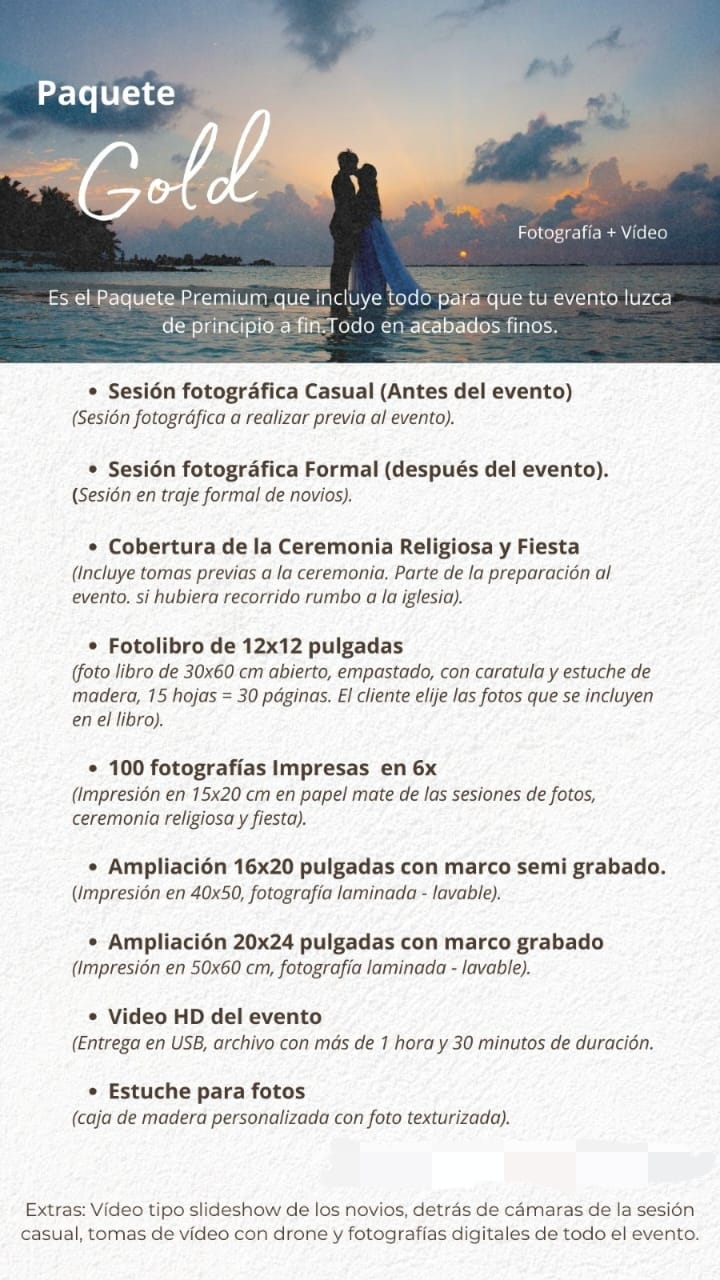 Paquete
Gold
Fotografía + Vídeo
Es el Paquete Premium que incluye todo para que tu evento luzca
de principio a fin.Todo en acabados finos.
• Sesión fotográfica Casual (Antes del evento)
(Sesión fotográfica a realizar previa al evento).
• Sesión fotográfica Formal (después del evento).
(Sesión en traje formal de novios).
• Cobertura de la Ceremonia Religiosa y Fiesta
(Incluye tomas previas a la ceremonia. Parte de la preparación al
evento. si hubiera recorrido rumbo a la iglesia).
• Fotolibro de 12x12 pulgadas
(foto libro de 30x60 cm abierto, empastado, con caratula y estuche de
madera, 15 hojas = 30 páginas. El cliente elije las fotos que se incluyen
en el libro).
• 100 fotografías Impresas  en 6x
(Impresión en 15x20 cm en papel mate de las sesiones de fotos,
ceremonia religiosa y fiesta).
• Ampliación 16x20 pulgadas con marco semi grabado.
(Impresión en 40x50, fotografía laminada - lavable).
• Ampliación 20x24 pulgadas con marco grabado
(Impresión en 50x60 cm, fotografía laminada - lavable).
• Video HD del evento
(Entrega en USB, archivo con más de 1 hora y 30 minutos de duración.
• Estuche para fotos
(caja de madera personalizada con foto texturizada).
Extras: Vídeo tipo slideshow de los novios, detrás de cámaras de la sesión
casual, tomas de vídeo con drone y fotografías digitales de todo el evento.